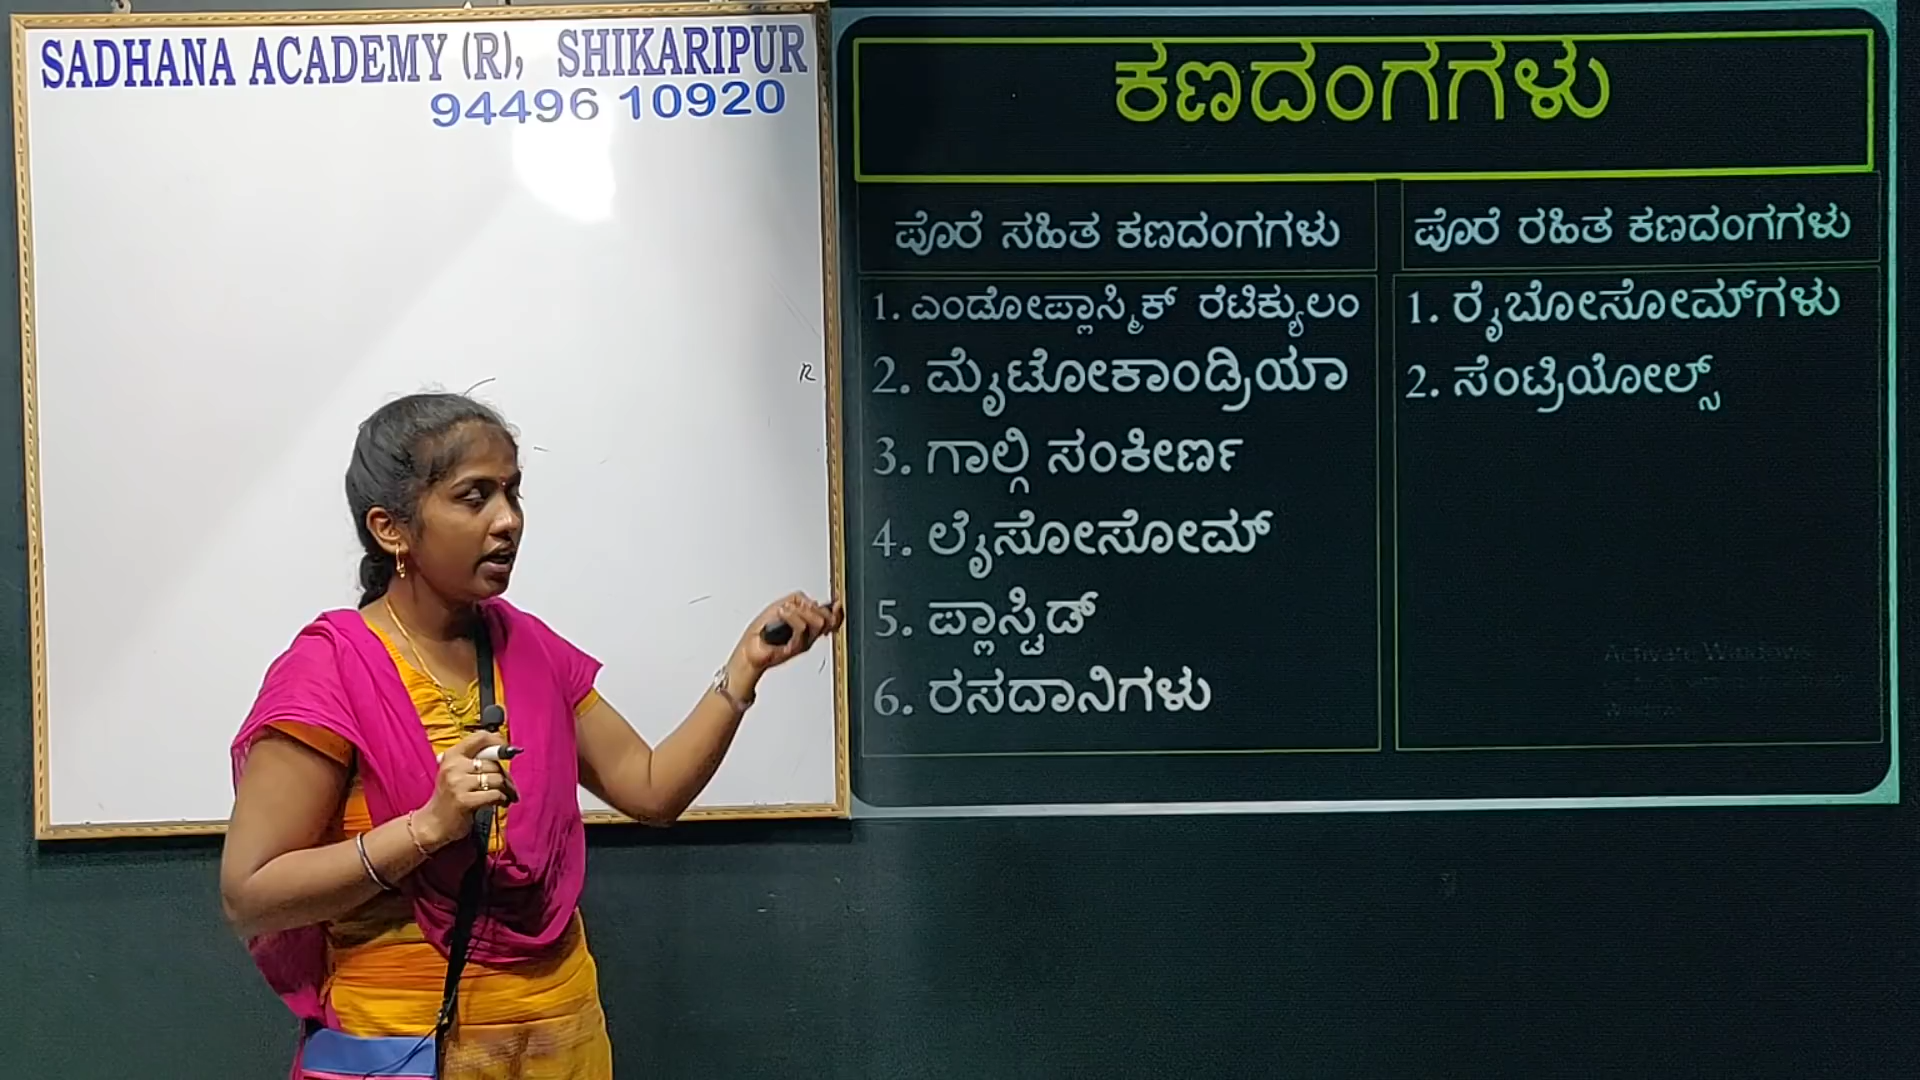 SADHANA ACADEMY (R), SHIKARIPUR
94496 10920
ಕಣದಂಗಗಳು
ಪೊರೆ ಸಹಿತ ಕಣದಂಗಗಳು
1. ಎಂಡೋಪ್ಲಾಸ್ಮಿಕ್ ರೆಟಿಕ್ಯುಲಂ
2. ಮೈಟೋಕಾಂಡ್ರಿಯಾ
3. ಗಾಲ್ಗಿ ಸಂಕೀರ್ಣ
4. ಲೈಸೋಸೋಮ್
5. ಪ್ಲಾಸ್ಟಿಡ್
6. ರಸದಾನಿಗಳು
ಪೊರೆ ರಹಿತ ಕಣದಂಗಗಳು
1. ರೈಬೋಸೋಮ್‌ಗಳು
2. ಸೆಂಟ್ರಿಯೋಲ್ಸ್
Activate Windows